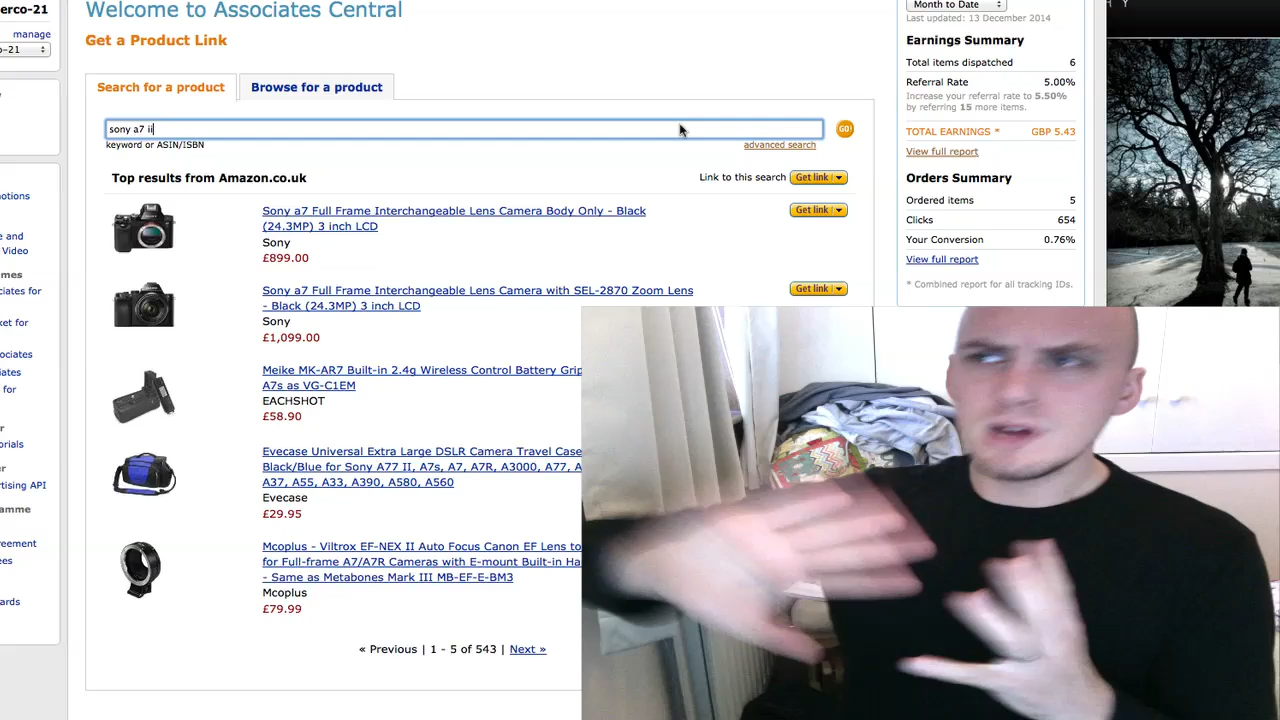 erco-21
manage
-21
otions
e and
Video
mes
ciates for
ket for
ociates
iates
for
r
orials
er
ertising API
amme
eement
ees
ards
Welcome to Associates Central
Get a Product Link
Search for a product
Browse for a product
sony a7 ii
GO!
keyword or ASIN/ISBN
advanced search
Top results from Amazon.co.uk
Link to this search
Get link
Sony a7 Full Frame Interchangeable Lens Camera Body Only - Black
(24.3MP) 3 inch LCD
Sony
£899.00
Get link
Sony a7 Full Frame Interchangeable Lens Camera with SEL-2870 Zoom Lens
- Black (24.3MP) 3 inch LCD
Sony
£1,099.00
Get link
Meike MK-AR7 Built-in 2.4g Wireless Control Battery Grip
A7s as VG-C1EM
EACHSHOT
£58.90
Evecase Universal Extra Large DSLR Camera Travel Case
Black/Blue for Sony A77 II, A7s, A7, A7R, A3000, A77, A
A37, A55, A33, A390, A580, A560
Evecase
£29.95
Mcoplus - Viltrox EF-NEX II Auto Focus Canon EF Lens to
for Full-frame A7/A7R Cameras with E-mount Built-in Ha
- Same as Metabones Mark III MB-EF-E-BM3
Mcoplus
£79.99
« Previous | 1 - 5 of 543 | Next »
Month to Date
Last updated: 13 December 2014
Earnings Summary
Total items dispatched 6
Referral Rate 5.00%
Increase your referral rate to 5.50%
by referring 15 more items.
TOTAL EARNINGS * GBP 5.43
View full report
Orders Summary
Ordered items 5
Clicks 654
Your Conversion 0.76%
View full report
* Combined report for all tracking IDs.
H Y